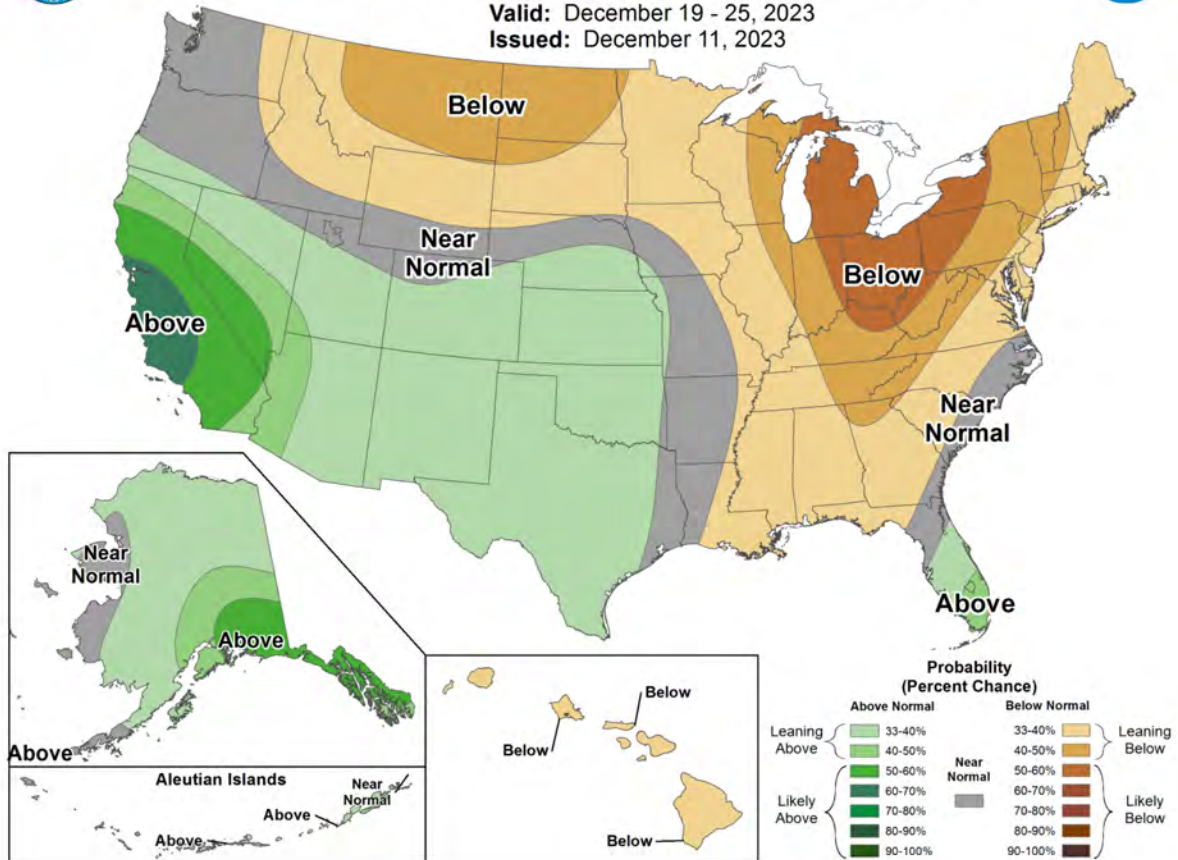 Valid: December 19 - 25, 2023
Issued: December 11, 2023
Below
Near
Normal
Above
Below
Near
Normal
Above
Near
Normal
Above
Above
Aleutian Islands
Near
Normal
Above
Above
Below
Below
Below
Probability
(Percent Chance)
Above Normal
Below Normal
Leaning
Above
33-40%
40-50%
Likely
Above
50-60%
60-70%
70-80%
80-90%
90-100%
Near
Normal
33-40%
40-50%
Leaning
Below
50-60%
60-70%
70-80%
80-90%
90-100%
Likely
Below